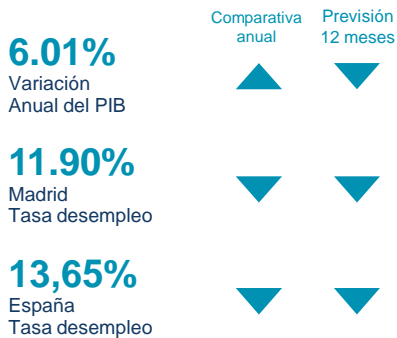 Comparativa anual
Previsión 12 meses
6.01%
Variación
Anual del PIB
11.90%
Madrid
Tasa desempleo
13,65%
España
Tasa desempleo